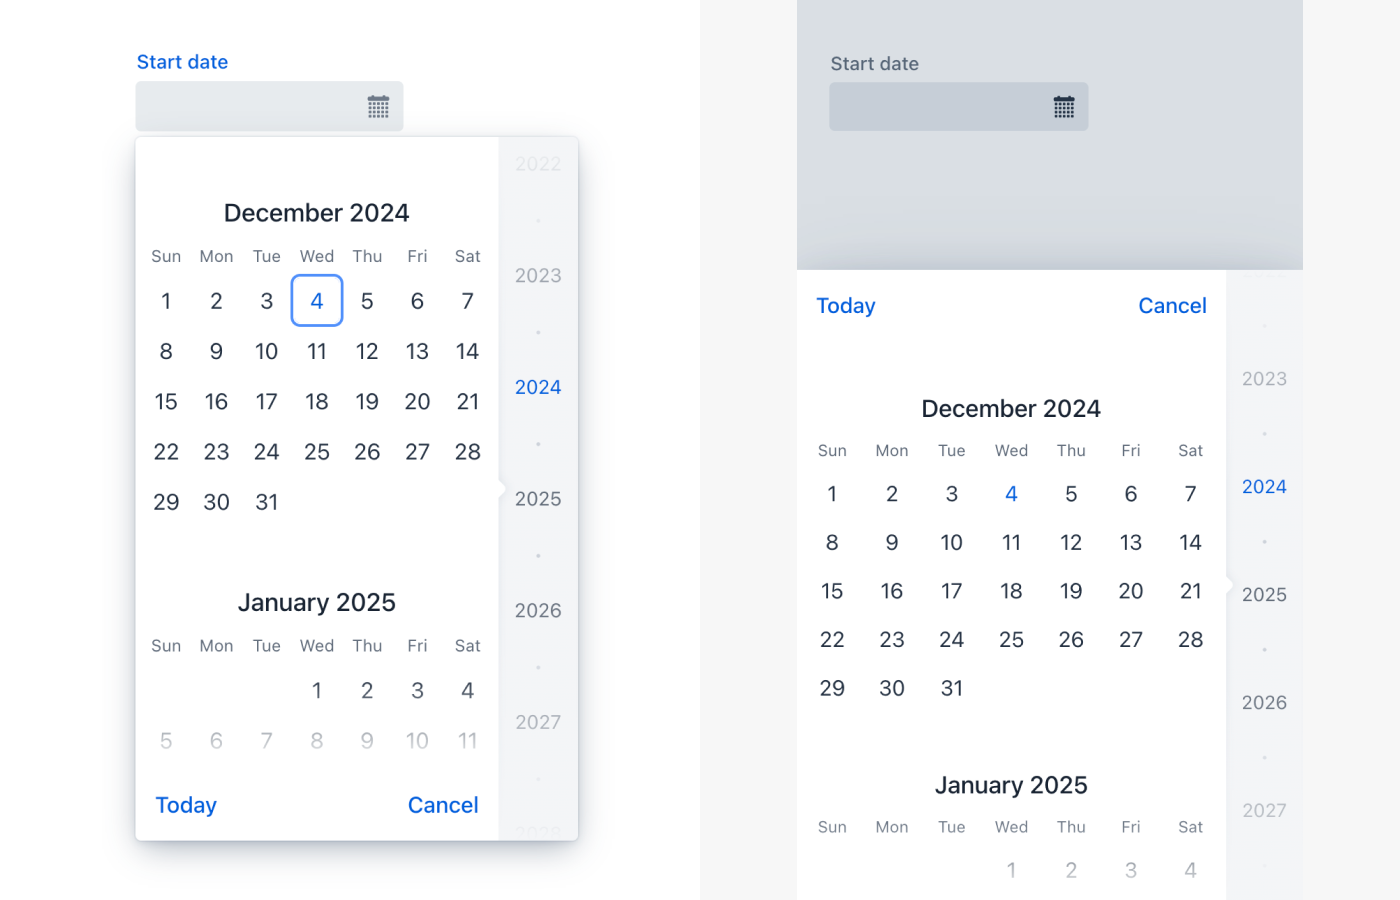 Start date
December 2024
Sun Mon Tue Wed Thu Fri Sat
1 2 3 4 5 6 7
8 9 10 11 12 13 14
15 16 17 18 19 20 21
22 23 24 25 26 27 28
29 30 31
January 2025
Sun Mon Tue Wed Thu Fri Sat
1 2 3 4
5 6 7 8 9 10 11
Today Cancel
2022
2023
2024
2025
2026
2027
2028
Start date
Today Cancel
December 2024
Sun Mon Tue Wed Thu Fri Sat
1 2 3 4 5 6 7
8 9 10 11 12 13 14
15 16 17 18 19 20 21
22 23 24 25 26 27 28
29 30 31
January 2025
Sun Mon Tue Wed Thu Fri Sat
1 2 3 4
2023
2024
2025
2026
2027